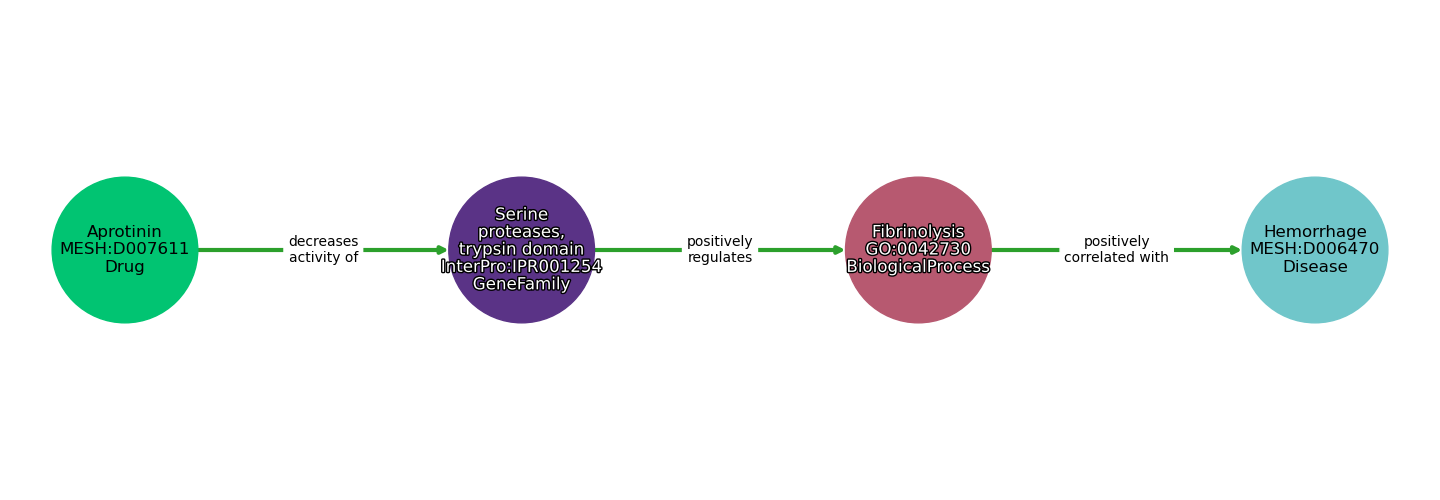 Aprotinin
MESH:D007611
Drug
decreases
activity of
Serine
proteases,
trypsin domain
InterPro:IPR001254
GeneFamily
positively
regulates
Fibrinolysis
GO:0042730
BiologicalProcess
positively
correlated with
Hemorrhage
MESH:D006470
Disease